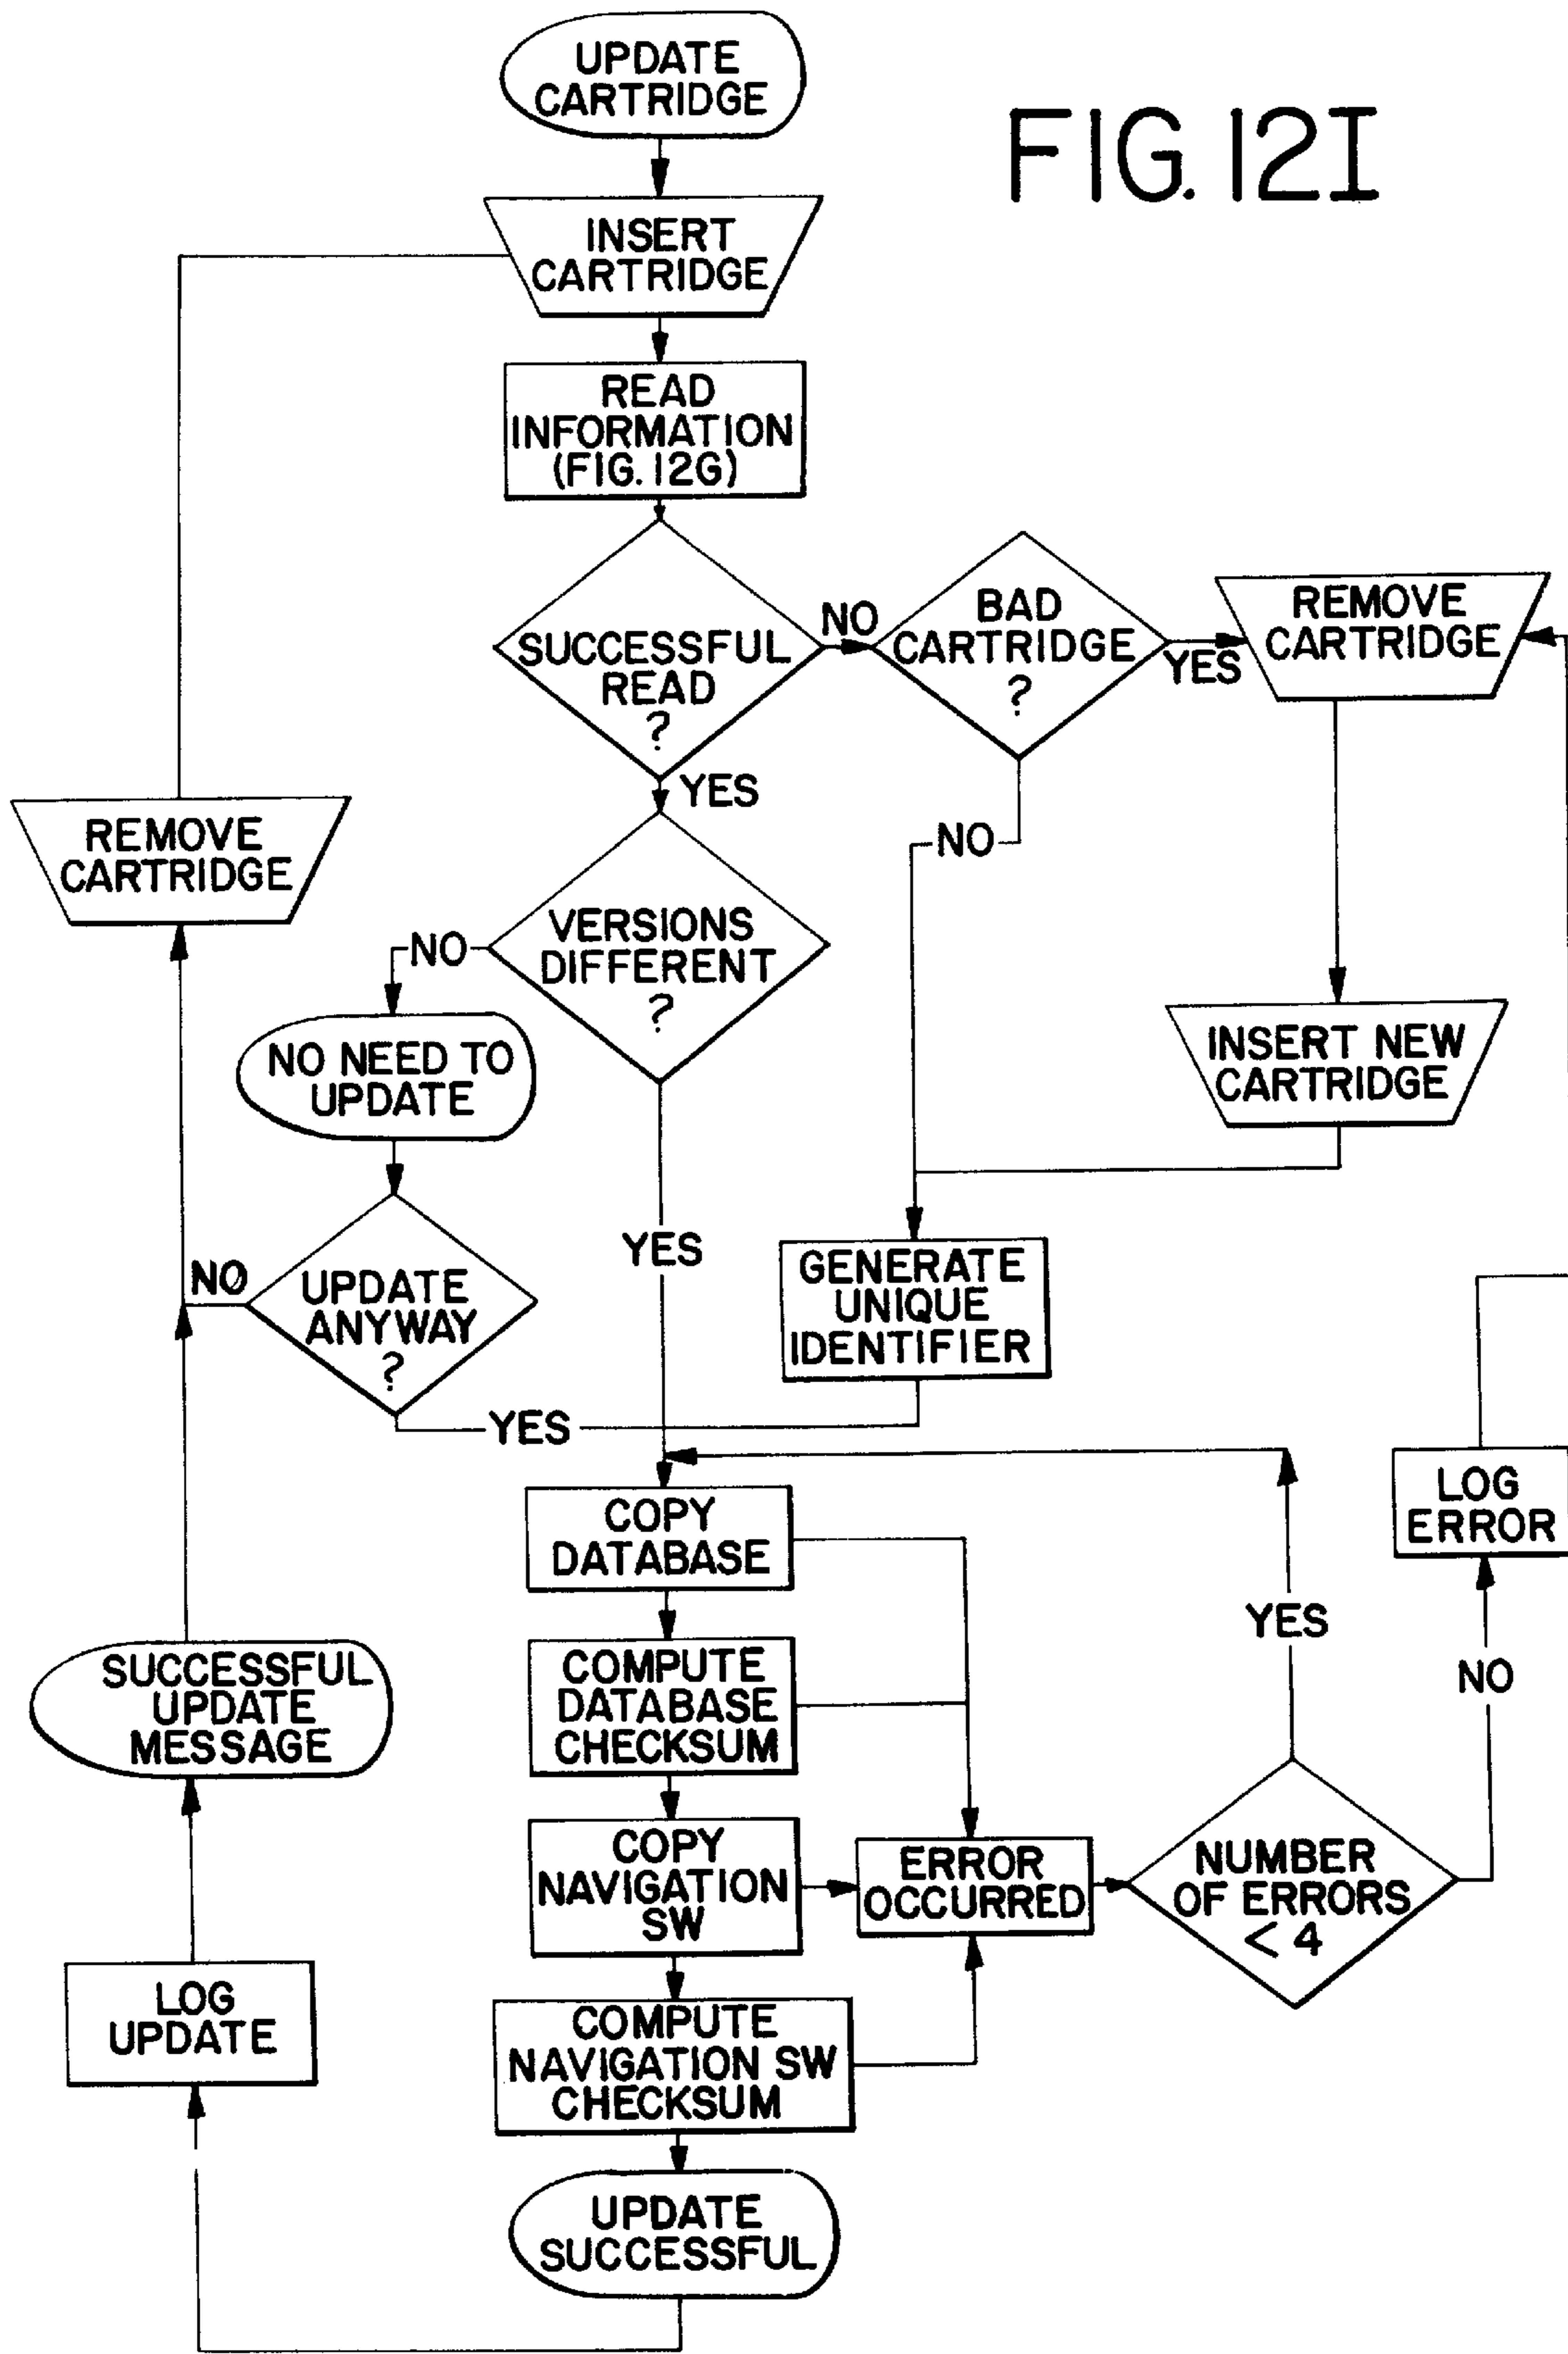 UPDATE
CARTRIDGE
FIG. 12I
INSERT
CARTRIDGE
READ
INFORMATION
(FIG. 12G)
SUCCESSFUL
READ
?
NO
BAD
CARTRIDGE
?
YES
REMOVE
CARTRIDGE
YES
NO
REMOVE
CARTRIDGE
VERSIONS
DIFFERENT
?
NO
NO NEED TO
UPDATE
INSERT NEW
CARTRIDGE
YES
GENERATE
UNIQUE
IDENTIFIER
NO
UPDATE
ANYWAY
?
YES
COPY
DATABASE
LOG
ERROR
YES
NO
COMPUTE
DATABASE
CHECKSUM
SUCCESSFUL
UPDATE
MESSAGE
COPY
NAVIGATION
SW
ERROR
OCCURRED
NUMBER
OF ERRORS
< 4
LOG
UPDATE
COMPUTE
NAVIGATION SW
CHECKSUM
UPDATE
SUCCESSFUL